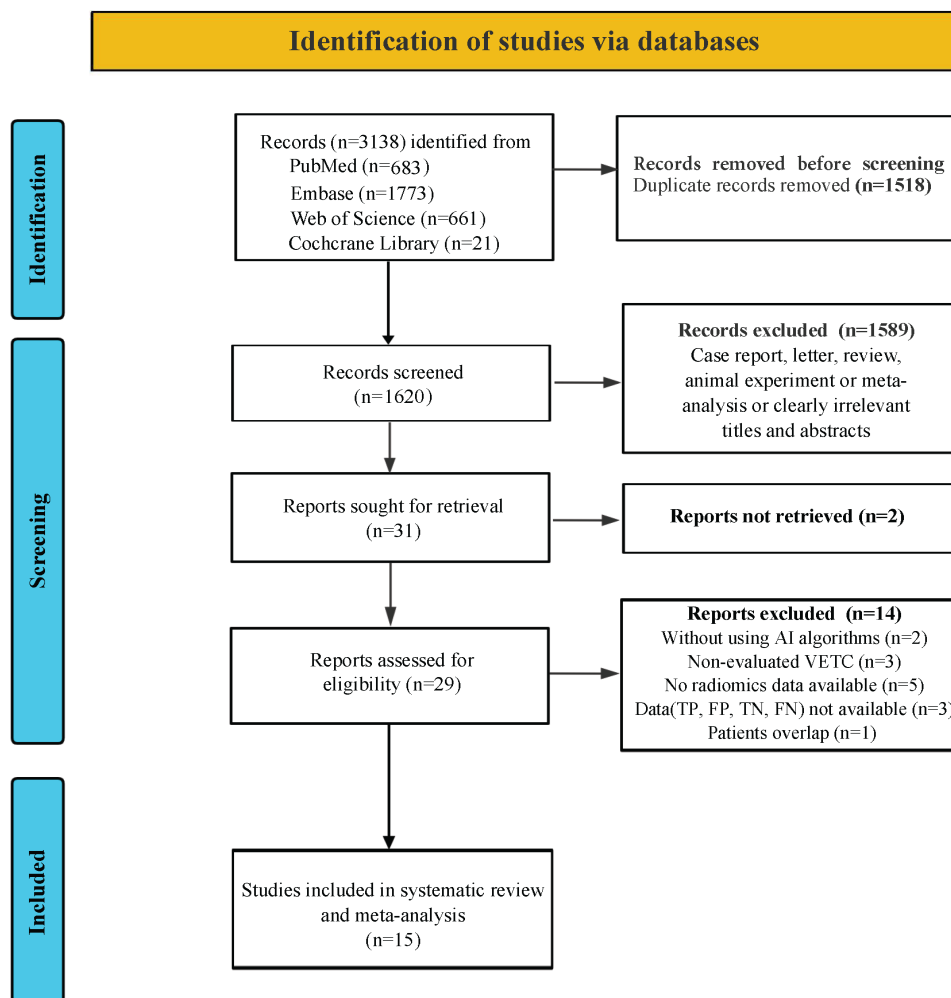 Identification of studies via databases
Identification
Records (n=3138) identified from
PubMed (n=683)
Embase (n=1773)
Web of Science (n=661)
Cochcrane Library (n=21)
Records removed before screening
Duplicate records removed (n=1518)
Screening
Records screened
(n=1620)
Records excluded (n=1589)
Case report, letter, review,
animal experiment or meta-
analysis or clearly irrelevant
titles and abstracts
Reports sought for retrieval
(n=31)
Reports not retrieved (n=2)
Reports assessed for
eligibility (n=29)
Reports excluded (n=14)
Without using AI algorithms (n=2)
Non-evaluated VETC (n=3)
No radiomics data available (n=5)
Data(TP, FP, TN, FN) not available (n=3)
Patients overlap (n=1)
Included
Studies included in systematic review
and meta-analysis
(n=15)